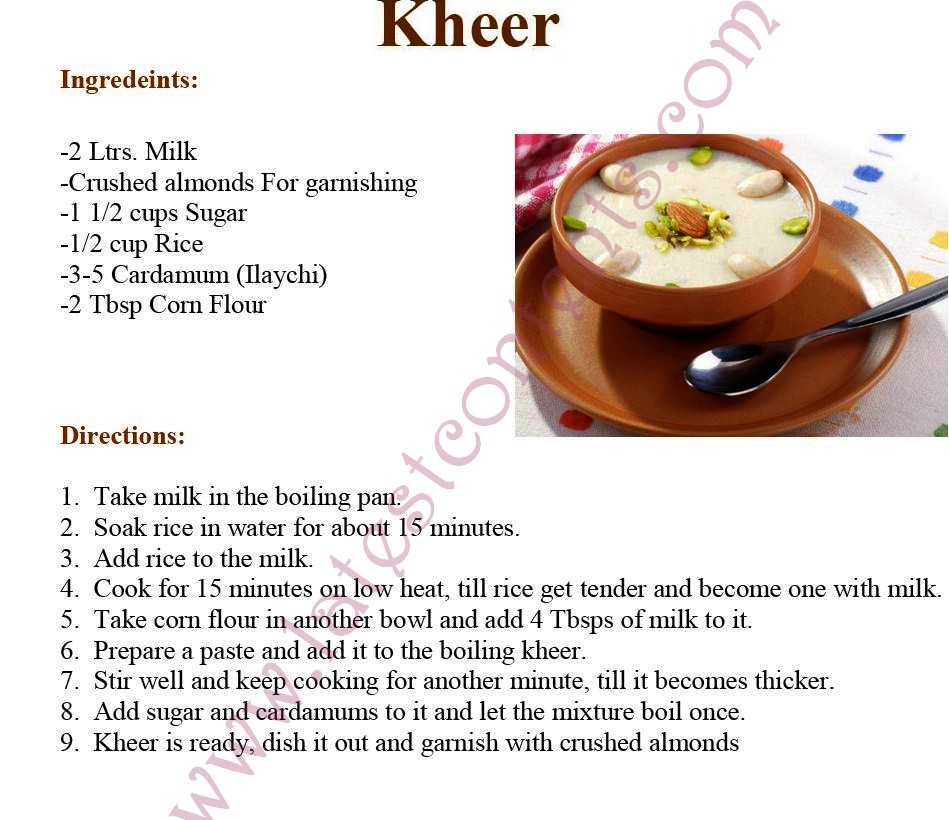 Kheer
Ingredeints:
-2 Ltrs. Milk
-Crushed almonds For garnishing
-1 1/2 cups Sugar
-1/2 cup Rice
-3-5 Cardamum (Ilaychi)
-2 Tbsp Corn Flour
Directions:
1. Take milk in the boiling pan.
2. Soak rice in water for about 15 minutes.
3. Add rice to the milk.
4. Cook for 15 minutes on low heat, till rice get tender and become one with milk.
5. Take corn flour in another bowl and add 4 Tbsps of milk to it.
6. Prepare a paste and add it to the boiling kheer.
7. Stir well and keep cooking for another minute, till it becomes thicker.
8. Add sugar and cardamums to it and let the mixture boil once.
9. Kheer is ready, dish it out and garnish with crushed almonds
www.latestcontents.com